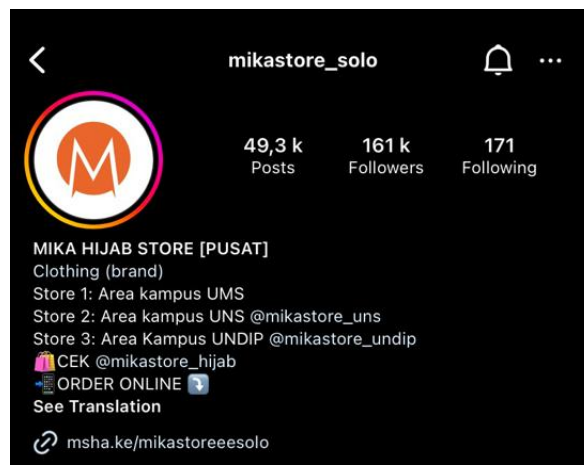 mikastore_solo
M
49,3 k 161 k 171
Posts Followers Following
MIKA HIJAB STORE [PUSAT]
Clothing (brand)
Store 1: Area kampus UMS
Store 2: Area kampus UNS @mikastore_uns
Store 3: Area Kampus UNDIP @mikastore_undip
🛍️CEK @mikastore_hijab
📲ORDER ONLINE ⤵️
See Translation
msha.ke/mikastoreeesolo